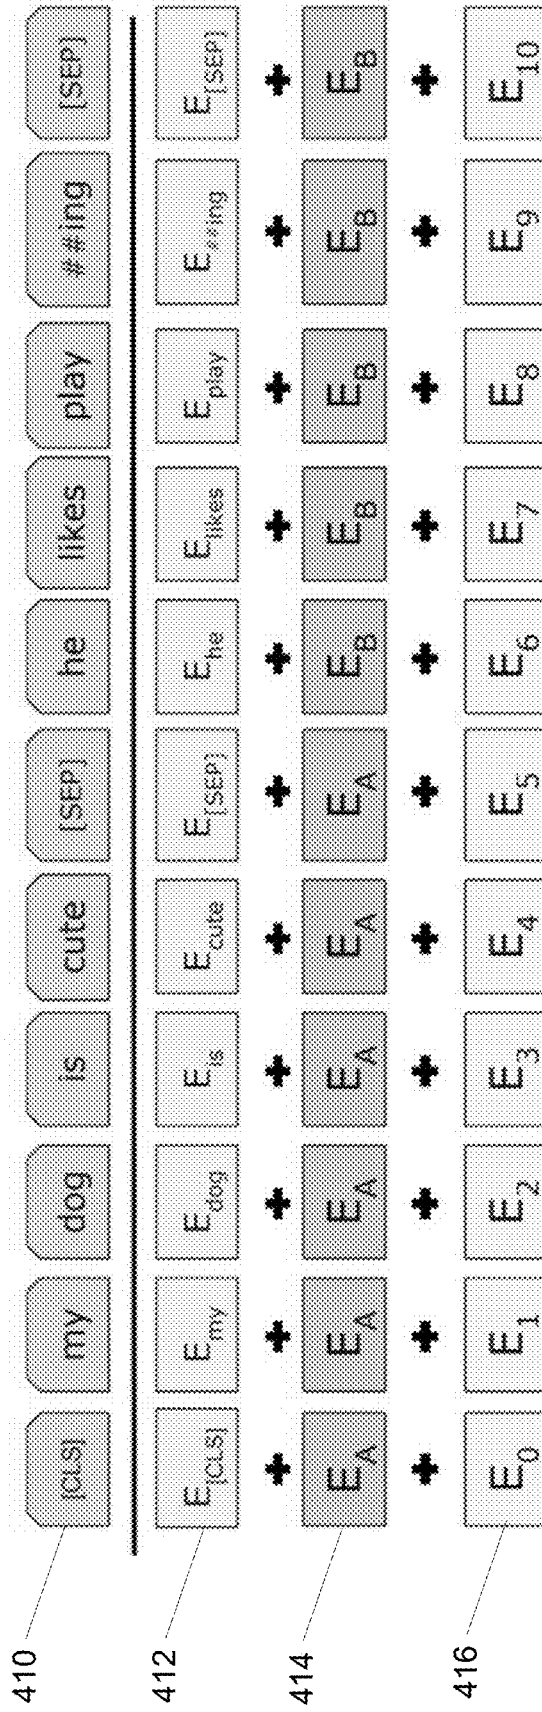 410 [CLS] my dog is cute [SEP] he likes play ##ing [SEP]
412 E[CLS] Emy Edog Eis Ecute E[SEP] Ehe Elikes Eplay E##ing E[SEP]
+ + + + + + + + + + +
414 EA EA EA EA EA EA EB EB EB EB EB
+ + + + + + + + + + +
416 E0 E1 E2 E3 E4 E5 E6 E7 E8 E9 E10